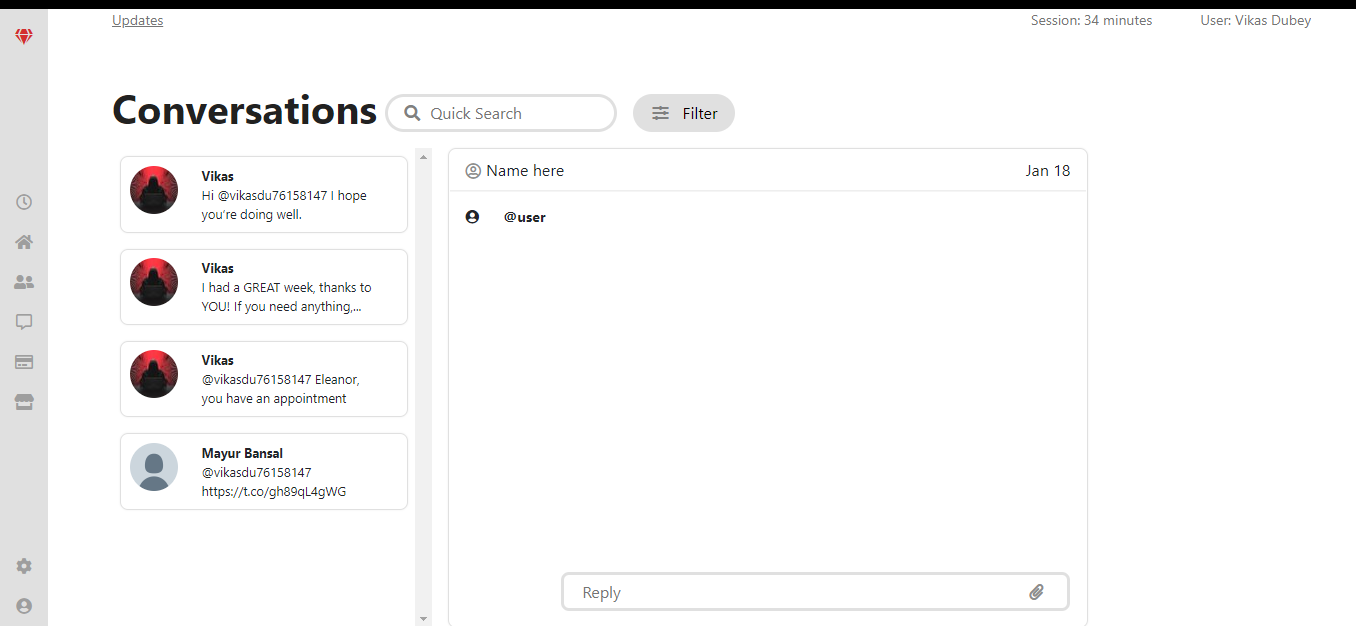 Updates
Session: 34 minutes
User: Vikas Dubey
Conversations
Quick Search
Filter
Vikas
Hi @vikasdu76158147 I hope
you’re doing well.
Vikas
I had a GREAT week, thanks to
YOU! If you need anything,...
Vikas
@vikasdu76158147 Eleanor,
you have an appointment
Mayur Bansal
@vikasdu76158147
https://t.co/gh89qL4gWG
Name here
Jan 18
@user
Reply